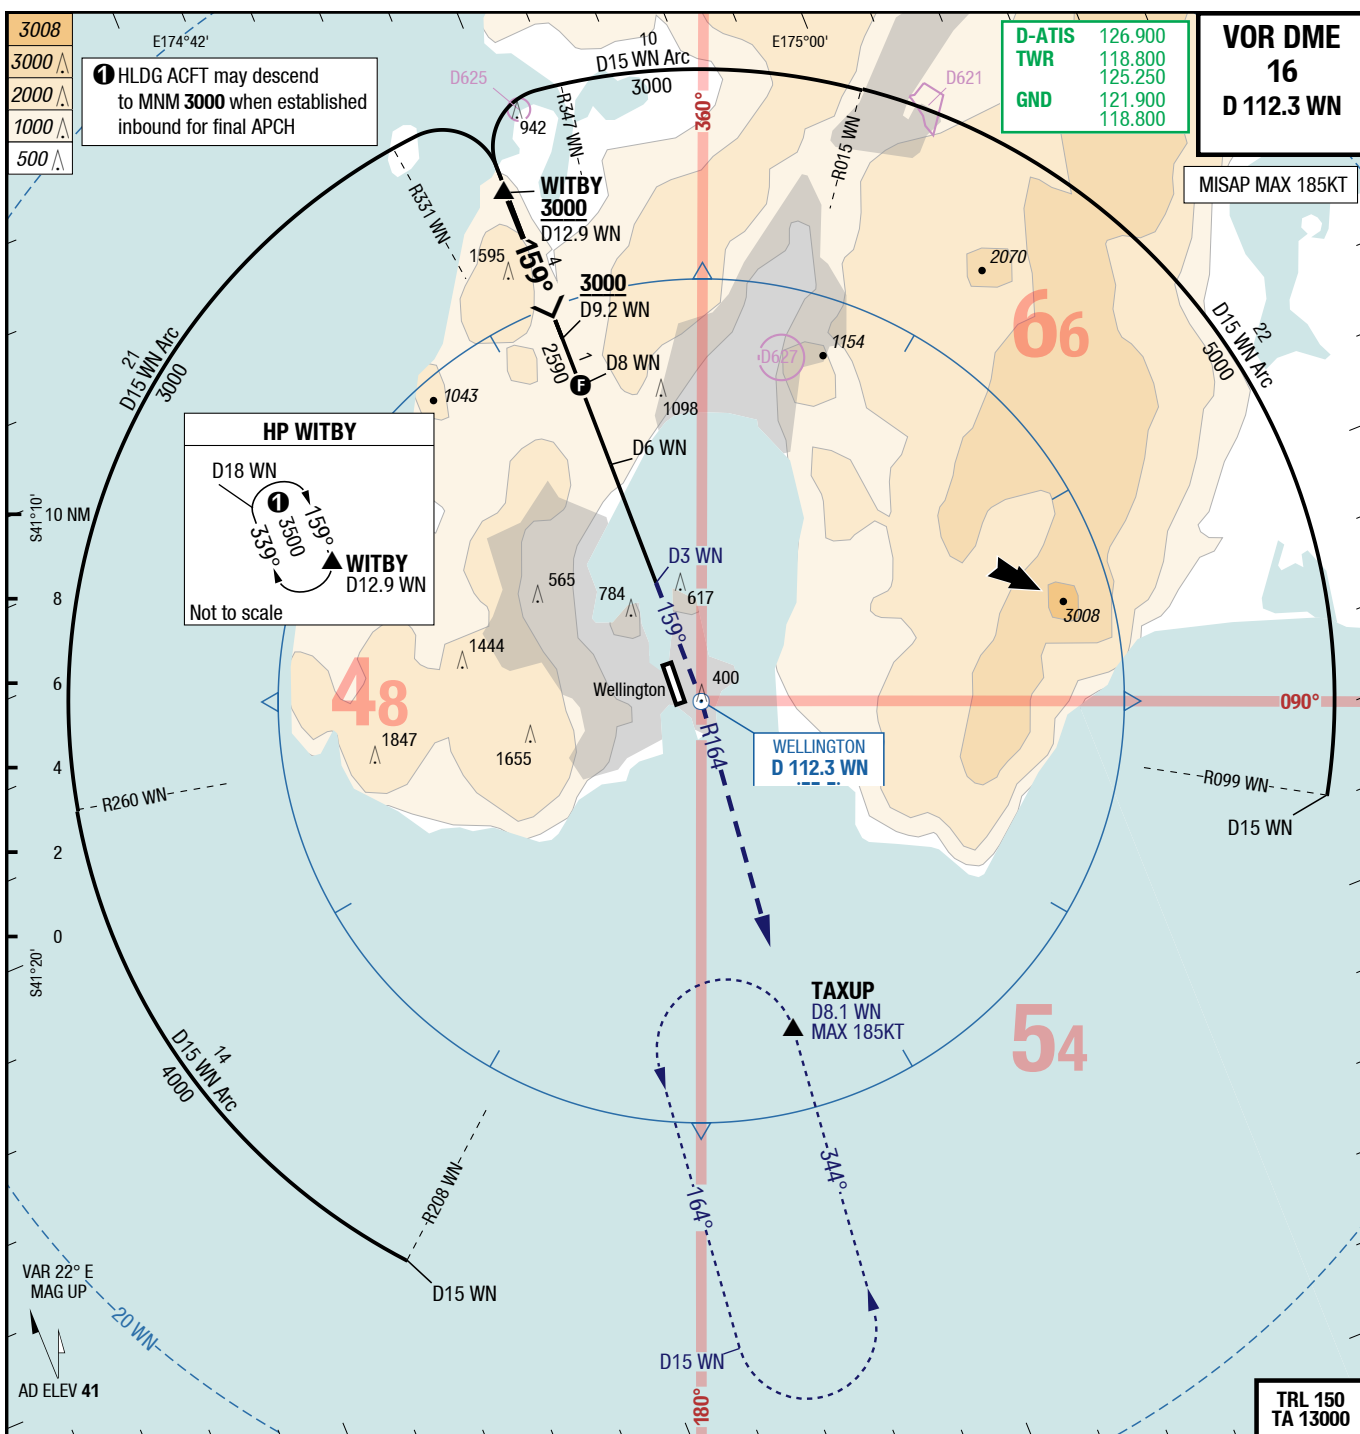 3008
3000
2000
1000
500
E174°42'
❶ HLDG ACFT may descend
to MNM 3000 when established
inbound for final APCH
D625
942
10
D15 WN Arc
3000
E175°00'
D621
D-ATIS 126.900
TWR 118.800
125.250
GND 121.900
118.800
VOR DME
16
D 112.3 WN
MISAP MAX 185KT
R347 WN
360°
R015 WN
R331 WN
WITBY
3000
D12.9 WN
159°
4
1595
3000
D9.2 WN
2590
1
F
D8 WN
1098
D6 WN
D627
1154
2070
66
22
D15 WN Arc
5000
21
D15 WN Arc
3000
1043
HP WITBY
D18 WN
❶
3500
159°
339°
WITBY
D12.9 WN
Not to scale
S41°10'
10 NM
8
6
4
2
0
S41°20'
D3 WN
565
784
617
159°
1444
Wellington
400
48
1847
1655
3008
090°
WELLINGTON
D 112.3 WN
R164
R260 WN
R099 WN
D15 WN
TAXUP
D8.1 WN
MAX 185KT
54
14
D15 WN Arc
4000
R208 WN
D15 WN
164°
344°
D15 WN
180°
VAR 22° E
MAG UP
20 WN
AD ELEV 41
TRL 150
TA 13000